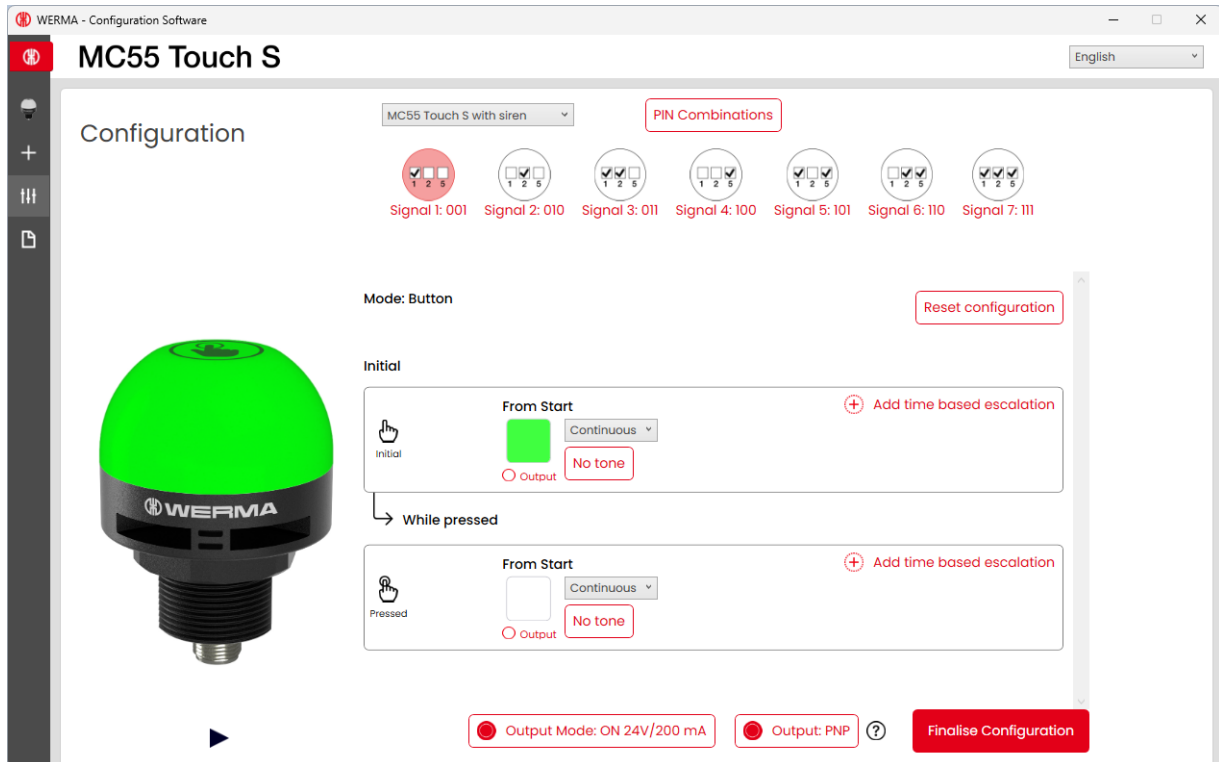 WERMA - Configuration Software
MC55 Touch S
English
Configuration
MC55 Touch S with siren
PIN Combinations
1 2 5
1 2 5
1 2 5
1 2 5
1 2 5
1 2 5
1 2 5
Signal 1: 001
Signal 2: 010
Signal 3: 011
Signal 4: 100
Signal 5: 101
Signal 6: 110
Signal 7: 111
Mode: Button
Reset configuration
Initial
From Start
Add time based escalation
Continuous
Initial
No tone
Output
WERMA
While pressed
From Start
Add time based escalation
Continuous
Pressed
No tone
Output
Output Mode: ON 24V/200 mA
Output: PNP
?
Finalise Configuration